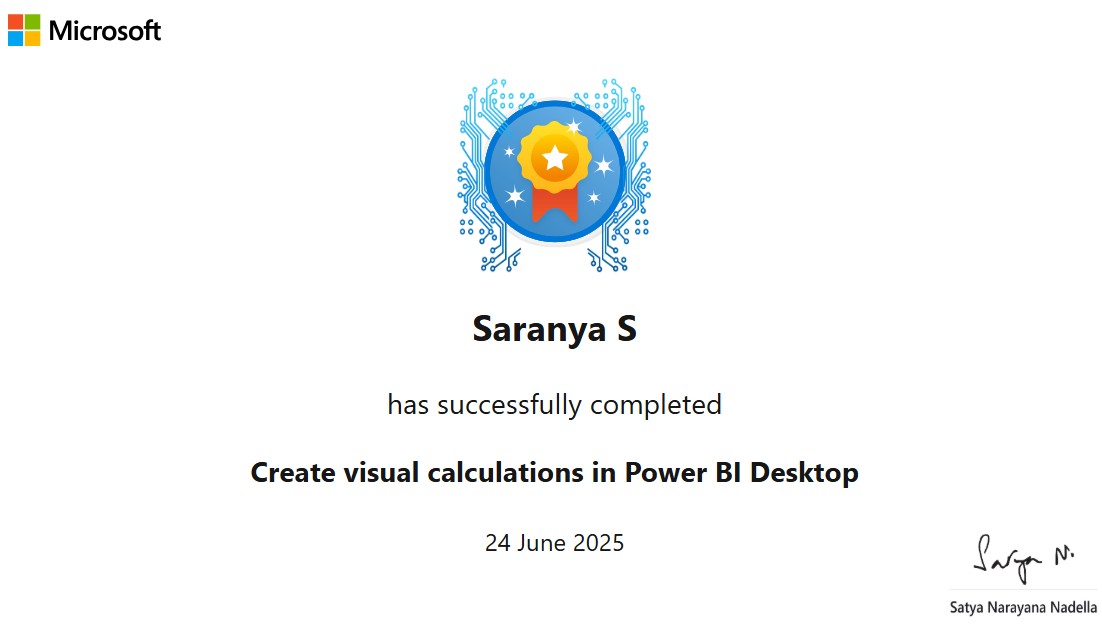 Microsoft
Saranya S
has successfully completed
Create visual calculations in Power BI Desktop
24 June 2025
Satya N.
Satya Narayana Nadella